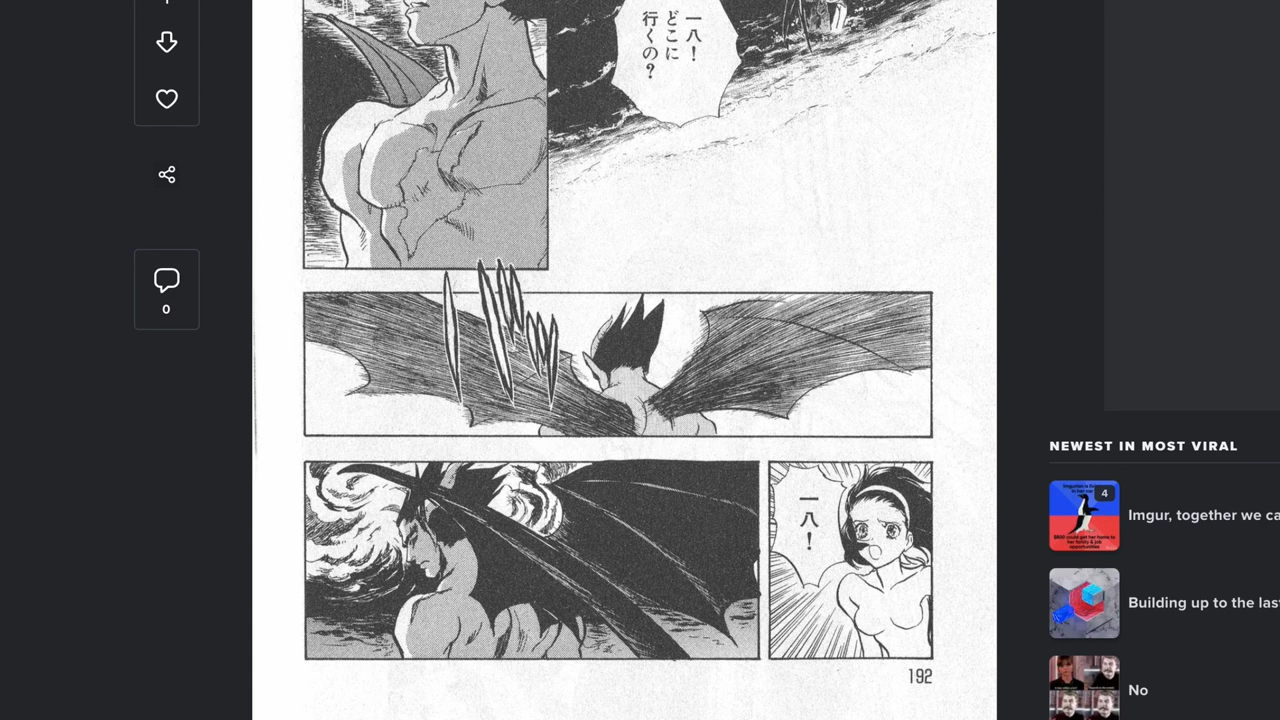 一八！
どこに
行くの？
一八！
192
0
NEWEST IN MOST VIRAL
4
Imgur, together we ca
Building up to the las
No